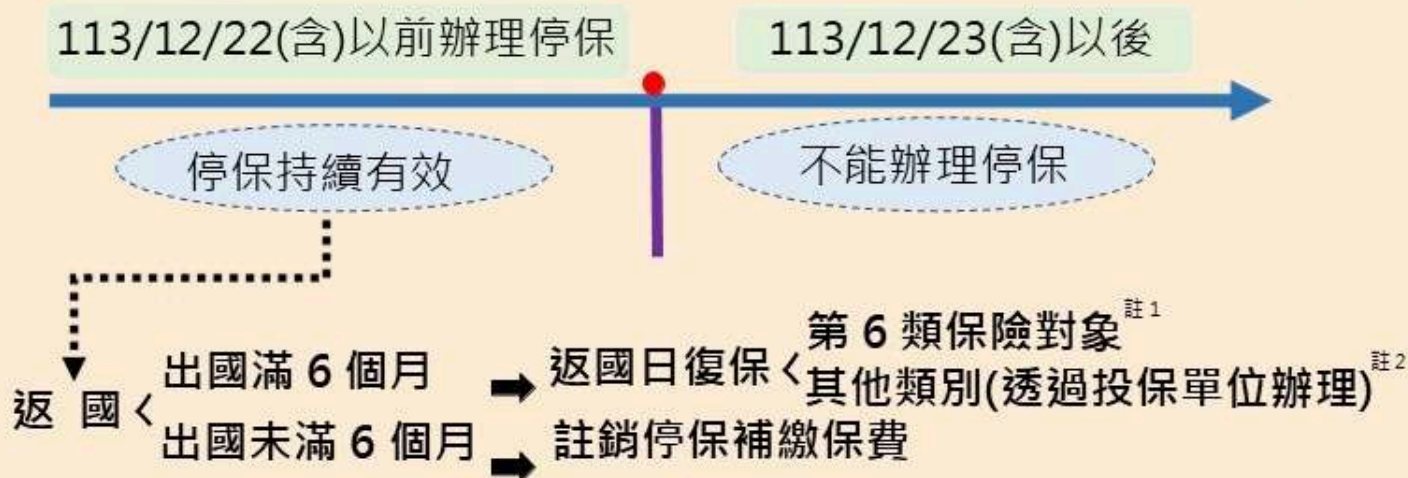 113/12/22(含)以前辦理停保
113/12/23(含)以後
停保持續有效
不能辦理停保
返 國
出國滿 6 個月
返國日復保
第 6 類保險對象註1
其他類別(透過投保單位辦理)註2
出國未滿 6 個月
註銷停保補繳保費